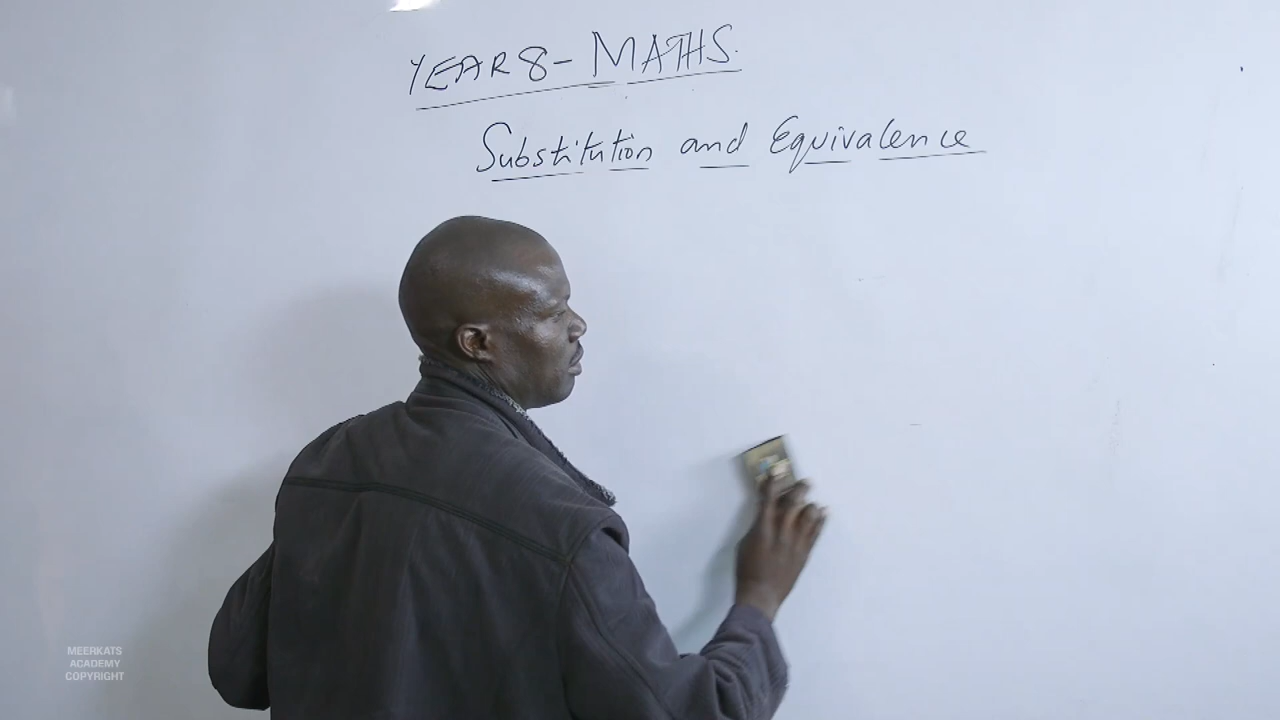 YEAR 8 - MATHS.
Substitution and Equivalence
MEERKATS
ACADEMY
COPYRIGHT